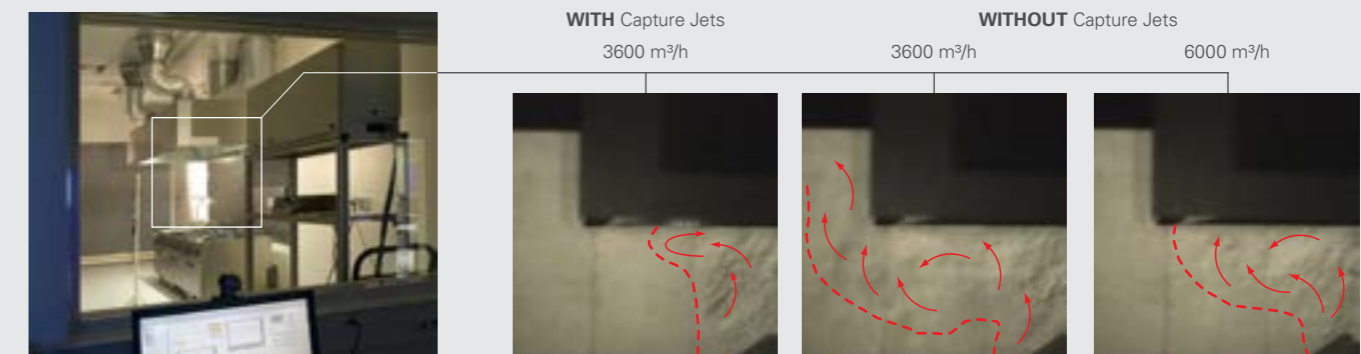 WITH Capture Jets
WITHOUT Capture Jets
3600 m³/h
3600 m³/h
6000 m³/h